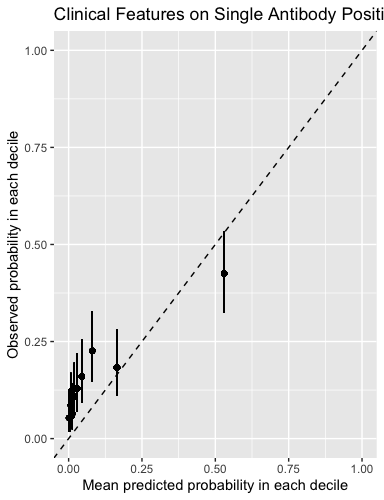 Clinical Features on Single Antibody Positi
1.00
0.75
0.50
0.25
0.00
Observed probability in each decile
0.00 0.25 0.50 0.75 1.00
Mean predicted probability in each decile